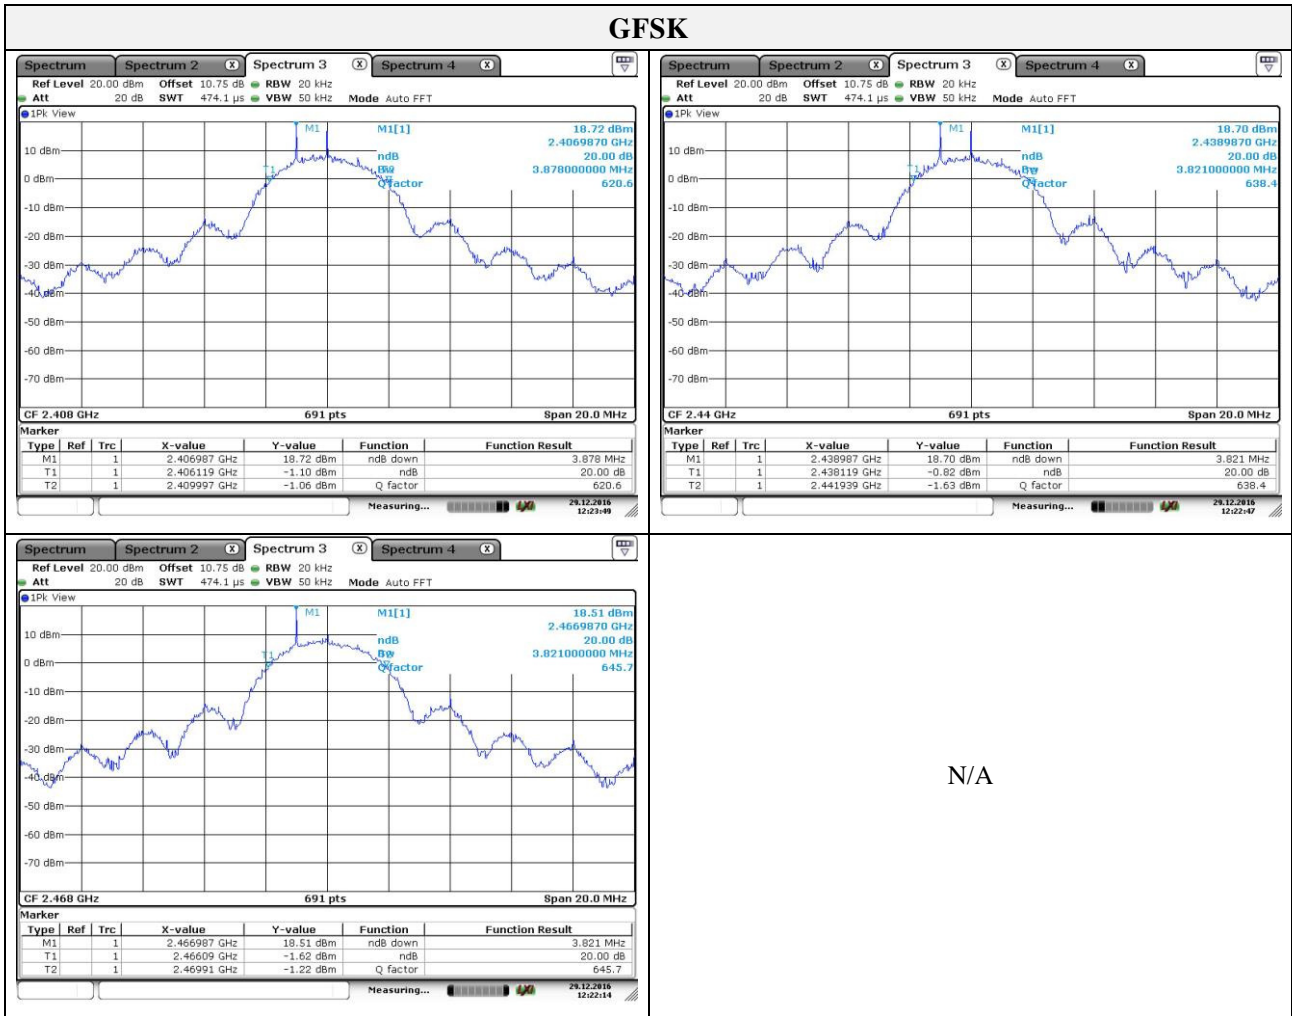 GFSK
Spectrum Spectrum 2 X Spectrum 3 X Spectrum 4 X
Ref Level 20.00 dBm Offset 10.75 dB RBW 20 kHz
Att 20 dB SWT 474.1 µs VBW 50 kHz Mode Auto FFT
1Pk View
M1 M1[1] 18.72 dBm
2.4069870 GHz
10 dBm
ndB 20.00 dB
T1 Bw 3.878000000 MHz
0 dBm
Q factor 620.6
-10 dBm
-20 dBm
-30 dBm
-40 dBm
-50 dBm
-60 dBm
-70 dBm
CF 2.408 GHz 691 pts Span 20.0 MHz
Marker
Type Ref Trc X-value Y-value Function Function Result
M1 1 2.406987 GHz 18.72 dBm ndB down 3.878 MHz
T1 1 2.406119 GHz -1.10 dBm ndB 20.00 dB
T2 1 2.409997 GHz -1.06 dBm Q factor 620.6
Measuring... LXI 29.12.2016
12:23:49
Spectrum Spectrum 2 X Spectrum 3 X Spectrum 4 X
Ref Level 20.00 dBm Offset 10.75 dB RBW 20 kHz
Att 20 dB SWT 474.1 µs VBW 50 kHz Mode Auto FFT
1Pk View
M1 M1[1] 18.70 dBm
2.4389870 GHz
10 dBm
ndB 20.00 dB
T1 Bw 3.821000000 MHz
0 dBm
Q factor 638.4
-10 dBm
-20 dBm
-30 dBm
-40 dBm
-50 dBm
-60 dBm
-70 dBm
CF 2.44 GHz 691 pts Span 20.0 MHz
Marker
Type Ref Trc X-value Y-value Function Function Result
M1 1 2.438987 GHz 18.70 dBm ndB down 3.821 MHz
T1 1 2.438119 GHz -0.82 dBm ndB 20.00 dB
T2 1 2.441939 GHz -1.63 dBm Q factor 638.4
Measuring... LXI 29.12.2016
12:22:47
Spectrum Spectrum 2 X Spectrum 3 X Spectrum 4 X
Ref Level 20.00 dBm Offset 10.75 dB RBW 20 kHz
Att 20 dB SWT 474.1 µs VBW 50 kHz Mode Auto FFT
1Pk View
M1 M1[1] 18.51 dBm
2.4669870 GHz
10 dBm
ndB 20.00 dB
T1 Bw 3.821000000 MHz
0 dBm
Q factor 645.7
-10 dBm
-20 dBm
-30 dBm
-40 dBm
-50 dBm
-60 dBm
-70 dBm
CF 2.468 GHz 691 pts Span 20.0 MHz
Marker
Type Ref Trc X-value Y-value Function Function Result
M1 1 2.466987 GHz 18.51 dBm ndB down 3.821 MHz
T1 1 2.46609 GHz -1.62 dBm ndB 20.00 dB
T2 1 2.46991 GHz -1.22 dBm Q factor 645.7
Measuring... LXI 29.12.2016
12:22:14
N/A